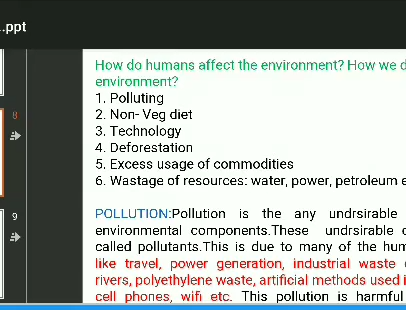 ..ppt
8
9
How do humans affect the environment? How we d
environment?
1. Polluting
2. Non- Veg diet
3. Technology
4. Deforestation
5. Excess usage of commodities
6. Wastage of resources: water, power, petroleum e
POLLUTION:Pollution is the any undrsirable
environmental components.These undrsirable c
called pollutants.This is due to many of the hum
like travel, power generation, industrial waste
rivers, polyethylene waste, artificial methods used i
cell phones, wifi etc. This pollution is harmful